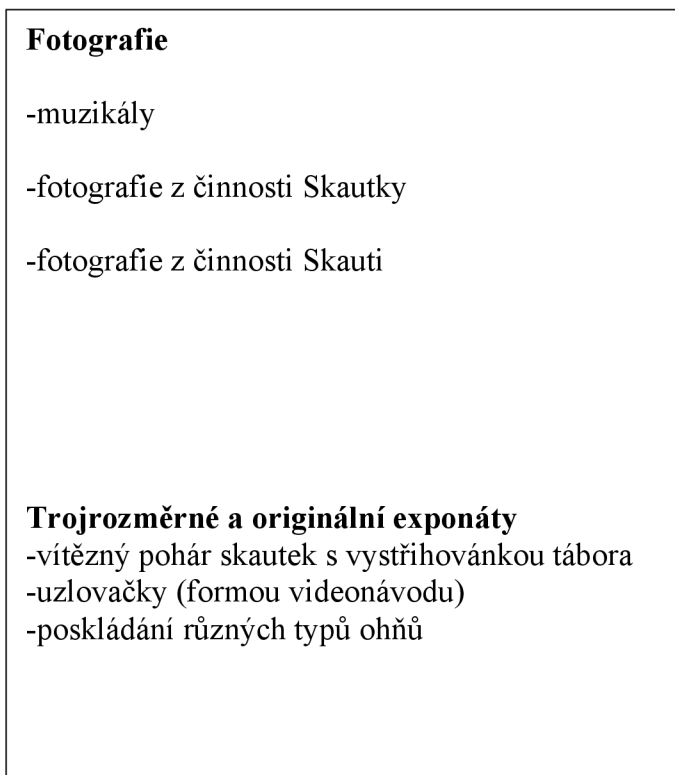 Fotografie
-muzikály
-fotografie z činnosti Skautky
-fotografie z činnosti Skauti
Trojrozměrné a originální exponáty
-vítězný pohár skautek s vystřihovánkou tábora
-uzlovačky (formou videonávodu)
-poskládání různých typů ohňů